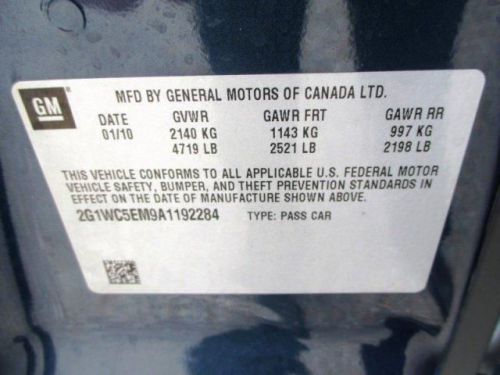 GM
MFD BY GENERAL MOTORS OF CANADA LTD.
DATE GVWR GAWR FRT GAWR RR
01/10 2140 KG 1143 KG 997 KG
4719 LB 2521 LB 2198 LB
THIS VEHICLE CONFORMS TO ALL APPLICABLE U.S. FEDERAL MOTOR
VEHICLE SAFETY, BUMPER, AND THEFT PREVENTION STANDARDS IN
EFFECT ON THE DATE OF MANUFACTURE SHOWN ABOVE.
2G1WC5EM9A1192284 TYPE: PASS CAR